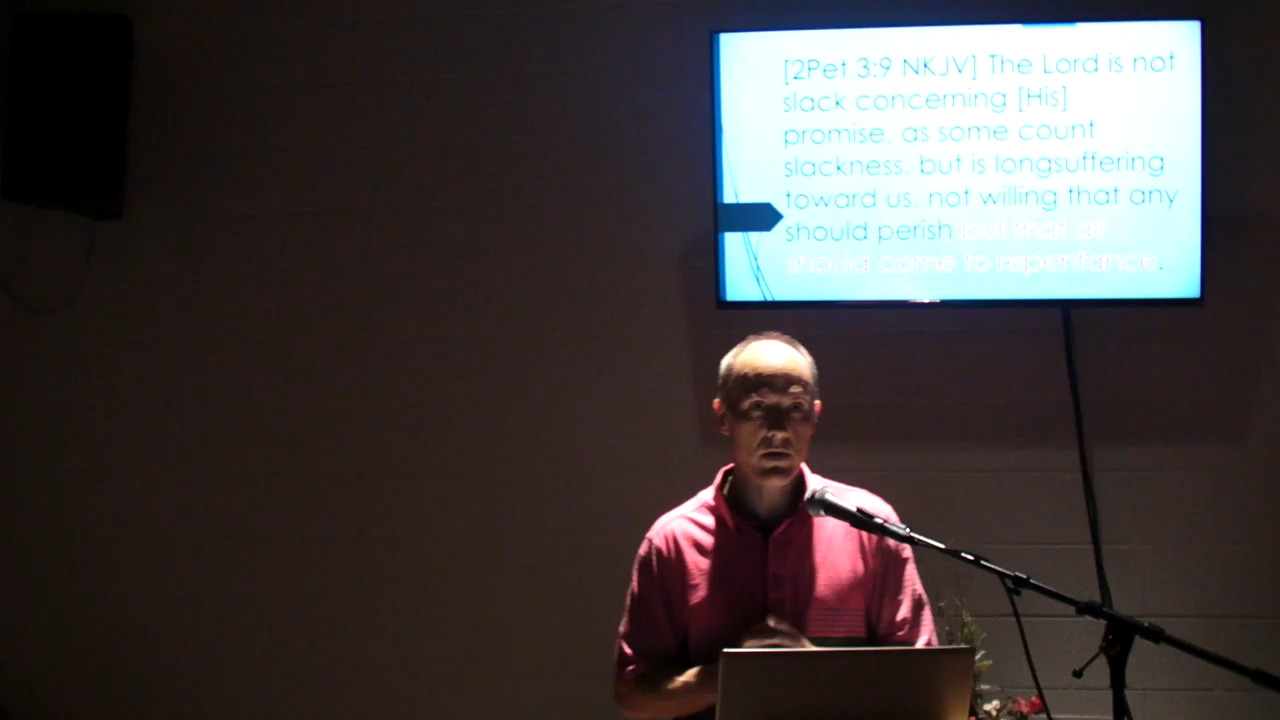 [2Pet 3:9 NKJV] The Lord is not
slack concerning [His]
promise, as some count
slackness, but is longsuffering
toward us, not willing that any
should perish but that all
should come to repentance.